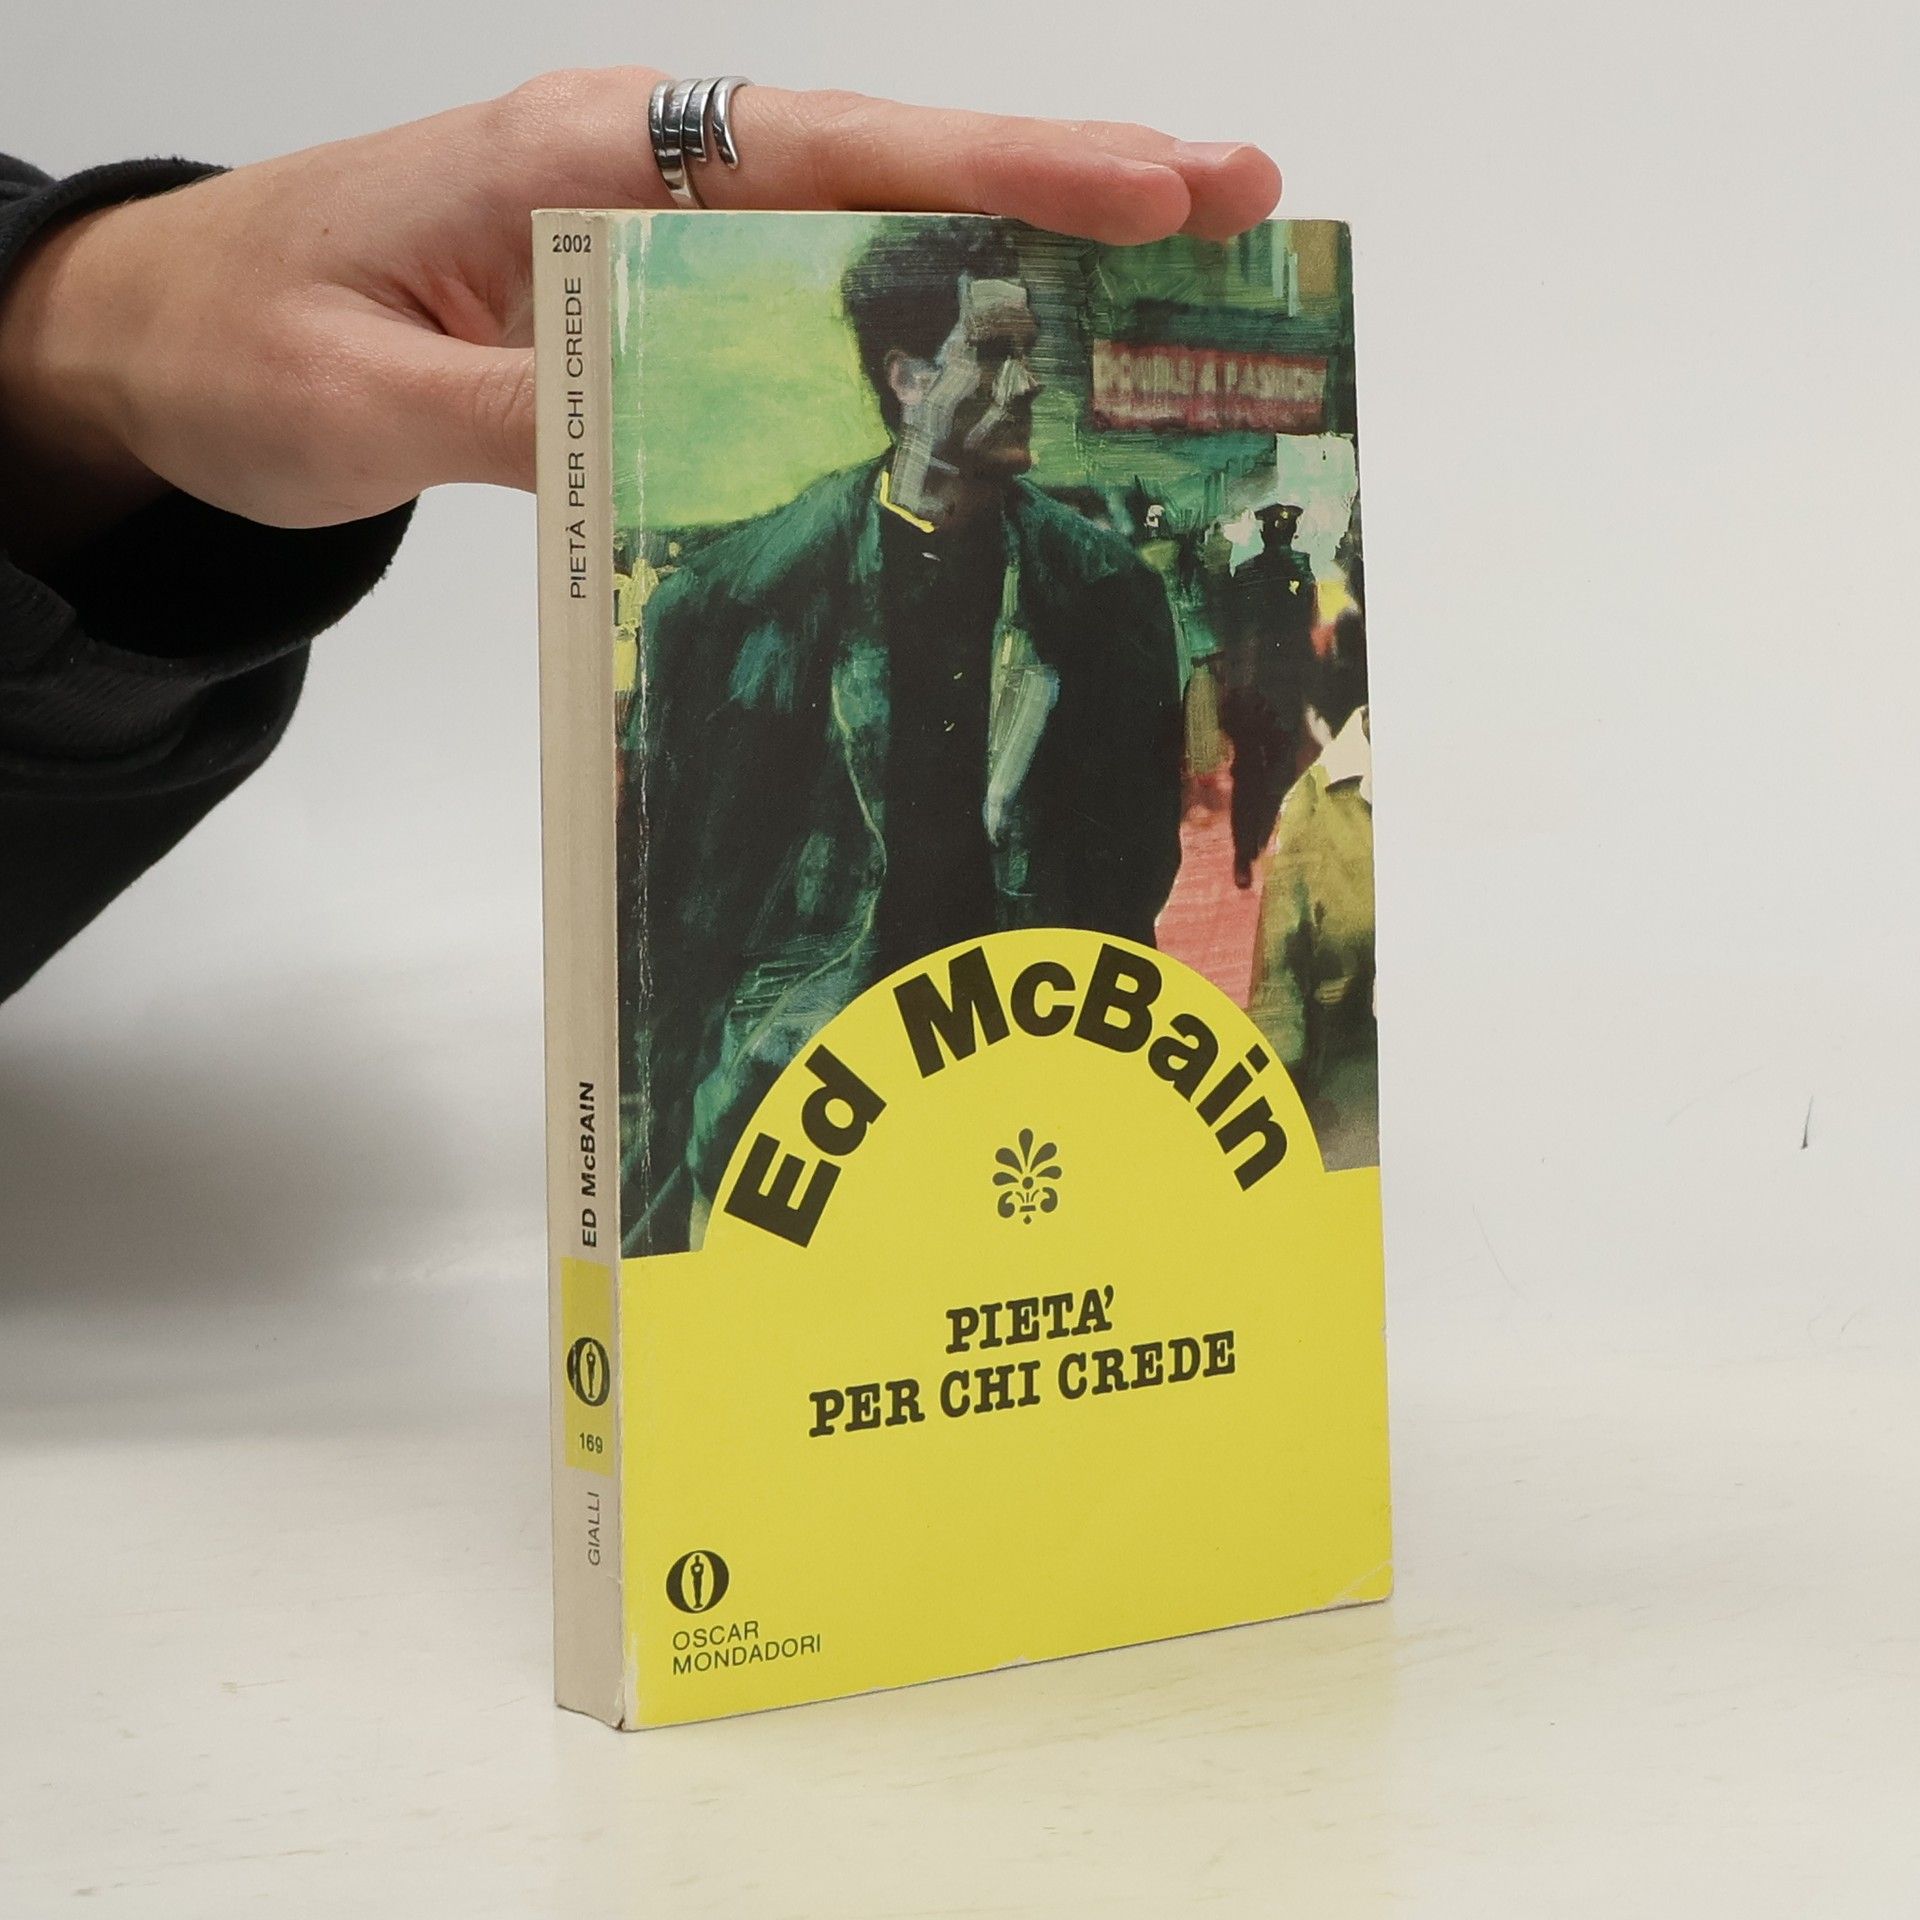 2002
PIETÀ PER CHI CREDE
ED McBAIN
169
GIALLI
Ed McBain
PIETA'
PER CHI CREDE
OSCAR
MONDADORI